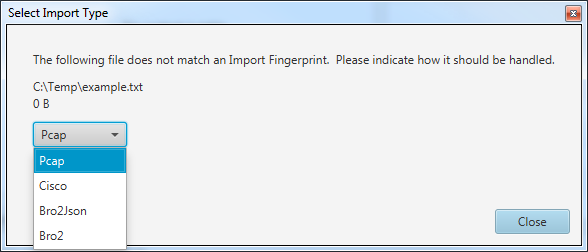 Select Import Type
The following file does not match an Import Fingerprint.  Please indicate how it should be handled.
C:\Temp\example.txt
0 B
Pcap
Pcap
Cisco
Bro2Json
Bro2
Close